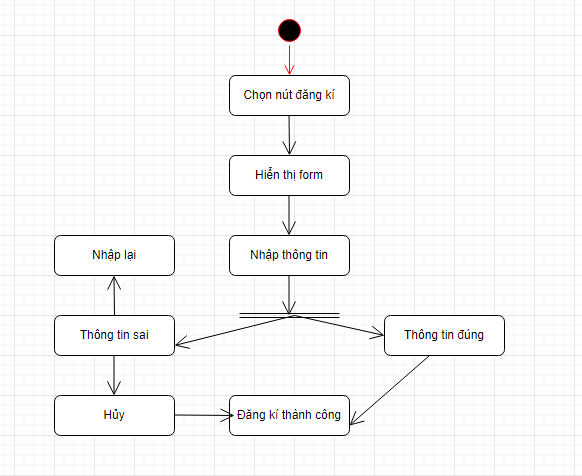 Chọn nút đăng kí
Hiển thị form
Nhập lại
Nhập thông tin
Thông tin sai
Thông tin đúng
Hủy
Đăng kí thành công